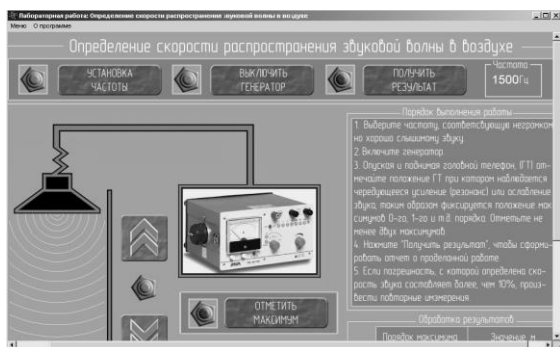 Лабораторная работа: Определение скорости распространение звуковой волны в воздухе
Меню О программе
Определение скорости распространения звуковой волны в воздухе
УСТАНОВКА ЧАСТОТЫ
ВЫКЛЮЧИТЬ ГЕНЕРАТОР
ПОЛУЧИТЬ РЕЗУЛЬТАТ
Частота
1500Гц
Порядок выполнения работы
1. Выберите частоту, соответствующую негромком
но хорошо слышимому звуку.
2. Включите генератор.
3. Опуская и поднимая головной телефон, (ГТ) от-
мечайте положение ГТ при котором наблюдается
чередующееся усиление (резонанс) или ослабление
звука, таким образом фиксируется положение мак
симумов 0-го, 1-го и т.д. порядка. Отметьте не
менее двух максимумов.
4. Нажмите "Получить результат", чтобы сформи-
ровать отчет о проделанной работе.
5. Если погрешность, с которой определена ско-
рость звука составляет более, чем 10%, произ-
вести повторные измерения
ОТМЕТИТЬ
МАКСИМУМ
Обработка результатов
Порядок максимума Значение м